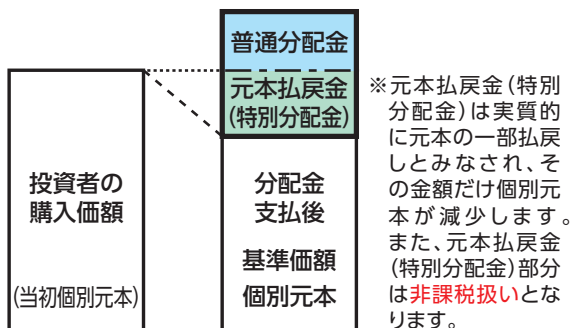 普通分配金
元本払戻金
(特別分配金)
投資者の
購入価額
(当初個別元本)
分配金
支払後
基準価額
個別元本
※元本払戻金(特別
分配金)は実質的
に元本の一部払戻
しとみなされ、そ
の金額だけ個別元
本が減少します。
また、元本払戻金
(特別分配金)部分
は非課税扱いとな
ります。